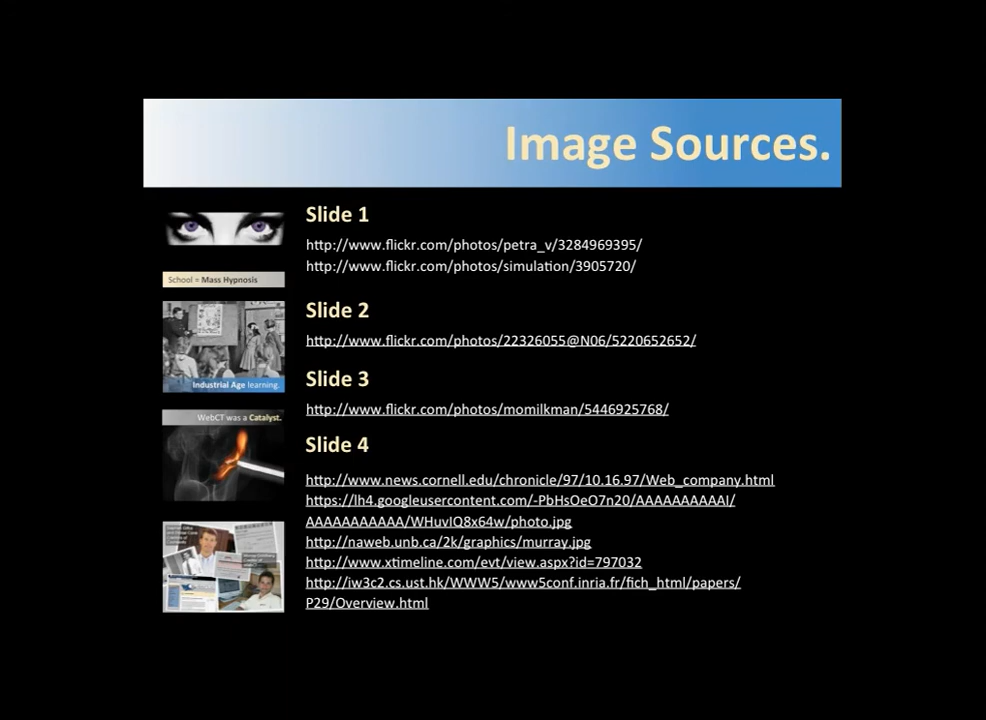 Image Sources.
Slide 1
http://www.flickr.com/photos/petra_v/3284969395/
http://www.flickr.com/photos/simulation/3905720/
School = Mass Hypnosis
Slide 2
http://www.flickr.com/photos/22326055@N06/5220652652/
Industrial Age learning.
Slide 3
http://www.flickr.com/photos/momilkman/5446925768/
WebCT was a Catalyst.
Slide 4
http://www.news.cornell.edu/chronicle/97/10.16.97/Web_company.html
https://lh4.googleusercontent.com/-PbHsOeO7n20/AAAAAAAAAAI/
AAAAAAAAAAA/WHuvIQ8x64w/photo.jpg
http://naweb.unb.ca/2k/graphics/murray.jpg
http://www.xtimeline.com/evt/view.aspx?id=797032
http://iw3c2.cs.ust.hk/WWW5/www5conf.inria.fr/fich_html/papers/
P29/Overview.html